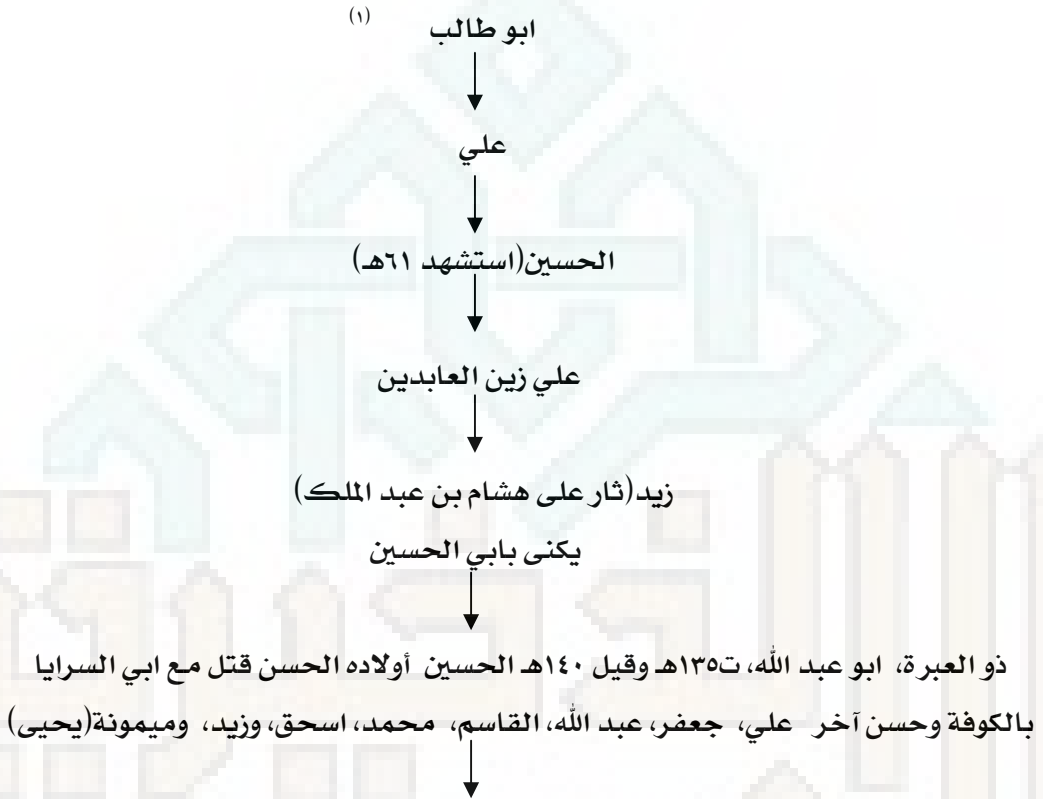 ابو طالب (١)
علي
الحسين(استشهد ٦١هـ)
علي زين العابدين
زيد(ثار على هشام بن عبد الملك)
يكنى بابي الحسين
ذو العبرة، ابو عبد الله، ت١٣٥هـ وقيل ١٤٠هـ الحسين أولاده الحسن قتل مع ابي السرايا
بالكوفة وحسن آخر علي، جعفر، عبد الله، القاسم، محمد، اسحق، وزيد، وميمونة(يحيى)